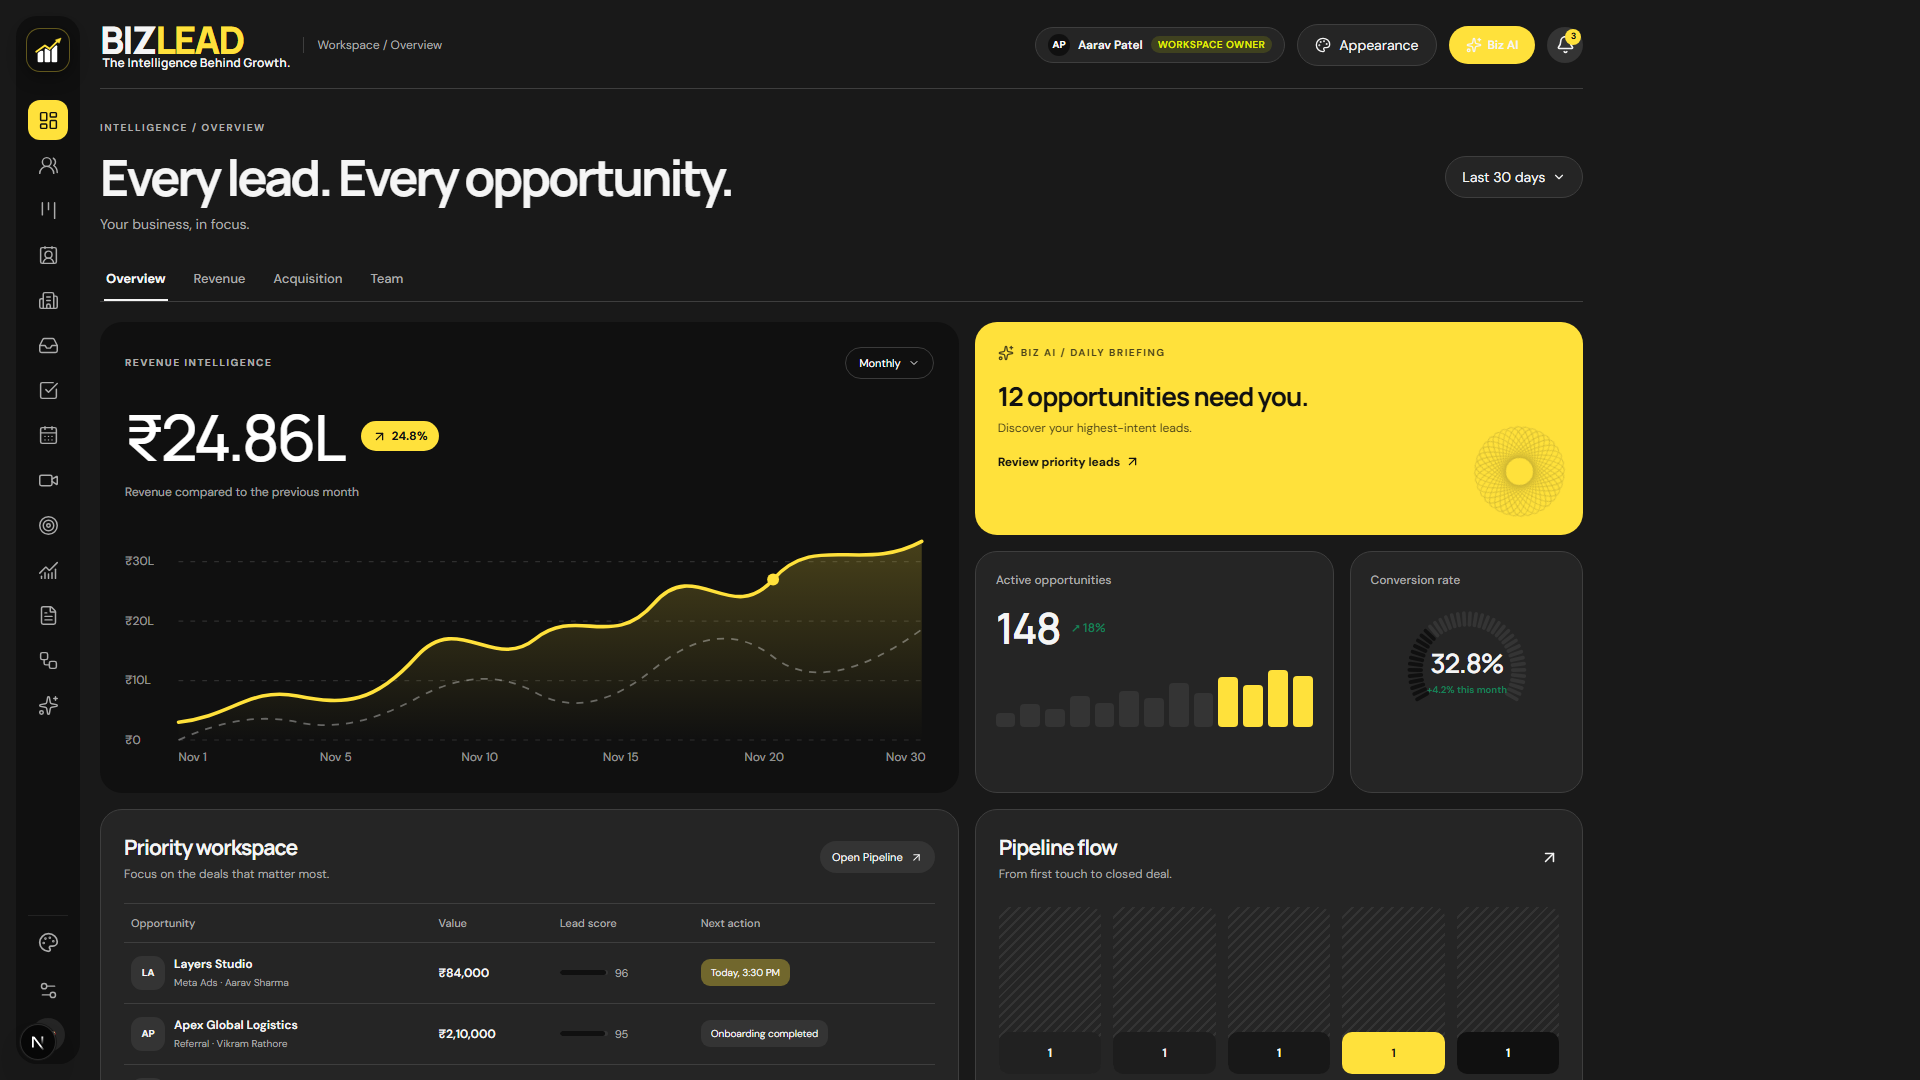 BIZLEAD
The Intelligence Behind Growth.
Workspace / Overview
AP Aarav Patel WORKSPACE OWNER
Appearance
Biz AI
3
INTELLIGENCE / OVERVIEW
Every lead. Every opportunity.
Your business, in focus.
Last 30 days
Overview Revenue Acquisition Team
REVENUE INTELLIGENCE
Monthly
₹24.86L
24.8%
Revenue compared to the previous month
₹30L
₹20L
₹10L
₹0
Nov 1 Nov 5 Nov 10 Nov 15 Nov 20 Nov 30
BIZ AI / DAILY BRIEFING
12 opportunities need you.
Discover your highest-intent leads.
Review priority leads
Active opportunities
148 ↗ 18%
Conversion rate
32.8%
+4.2% this month
Priority workspace
Focus on the deals that matter most.
Open Pipeline
Opportunity Value Lead score Next action
LA Layers Studio ₹84,000 96 Today, 3:30 PM
Meta Ads · Aarav Sharma
AP Apex Global Logistics ₹2,10,000 95 Onboarding completed
Referral · Vikram Rathore
Pipeline flow
From first touch to closed deal.
1 1 1 1 1
N